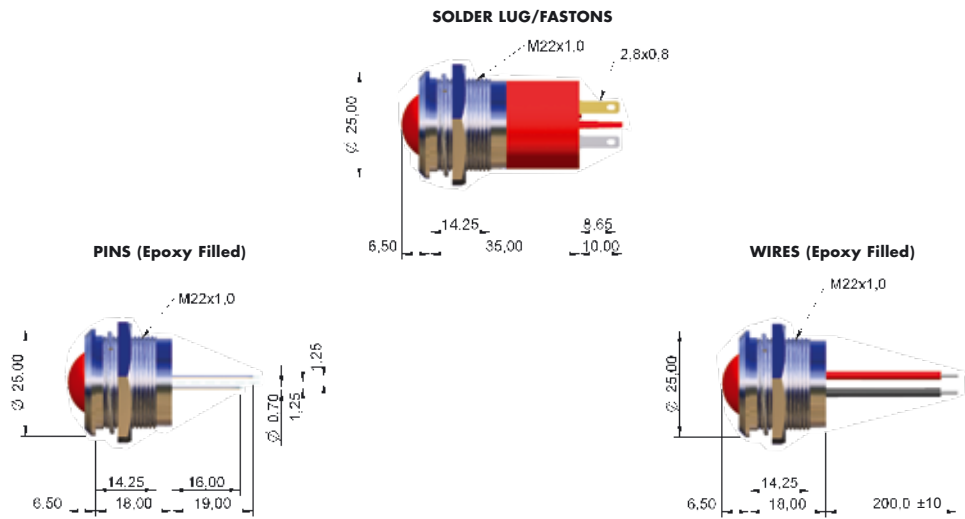 SOLDER LUG/FASTONS
M22x1,0
2,8x0,8
Ø 25,00
14.25
8.65
6,50
35,00
10,00
PINS (Epoxy Filled)
M22x1,0
Ø 25.00
1,25
1,25
Ø 0.70
14.25
16,00
6.50
18,00
19,00
WIRES (Epoxy Filled)
M22x1,0
Ø 25,00
14,25
6,50
18,00
200,0 ±10